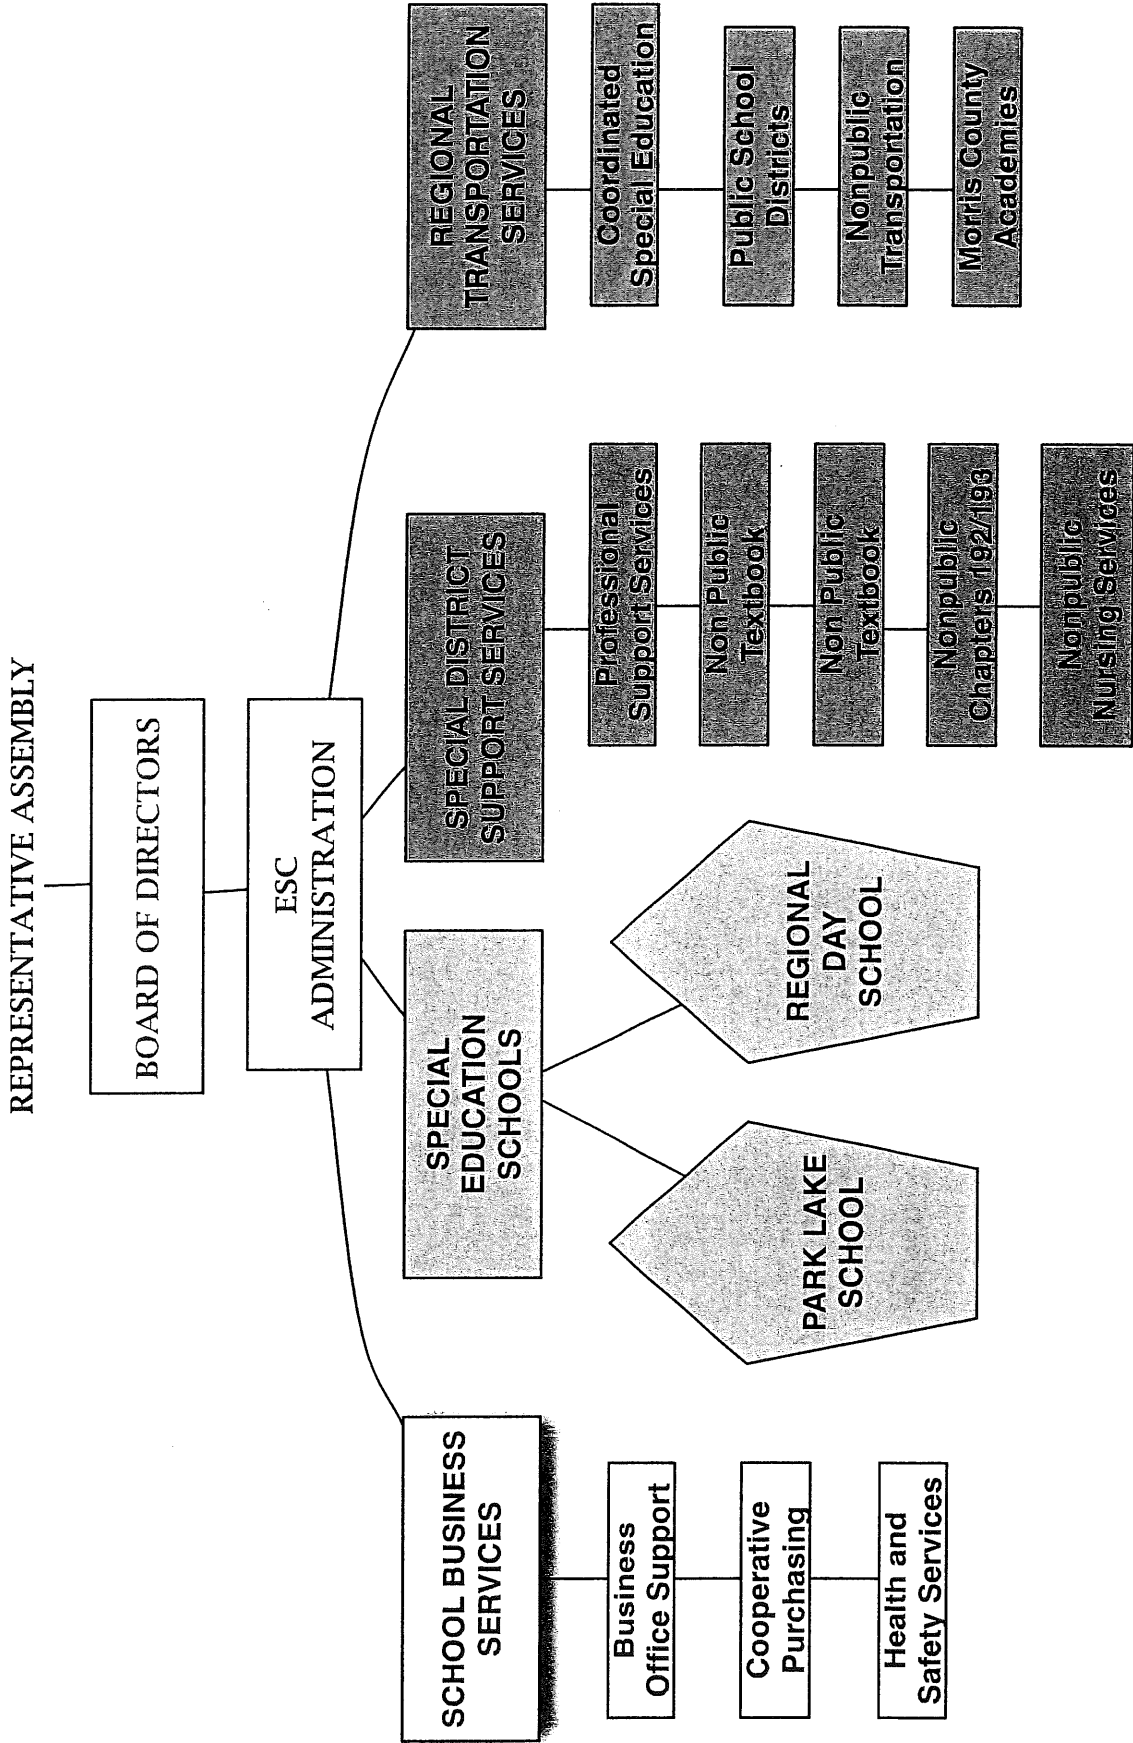 REPRESENTATIVE ASSEMBLY
BOARD OF DIRECTORS
ESC
ADMINISTRATION
SCHOOL BUSINESS
SERVICES
Business
Office Support
Cooperative
Purchasing
Health and
Safety Services
SPECIAL
EDUCATION
SCHOOLS
PARK LAKE
SCHOOL
REGIONAL
DAY
SCHOOL
SPECIAL DISTRICT
SUPPORT SERVICES
Professional
Support Services
Non Public
Textbook
Non Public
Textbook
Nonpublic
Chapters 192/193
Nonpublic
Nursing Services
REGIONAL
TRANSPORTATION
SERVICES
Coordinated
Special Education
Public School
Districts
Nonpublic
Transportation
Morris County
Academies